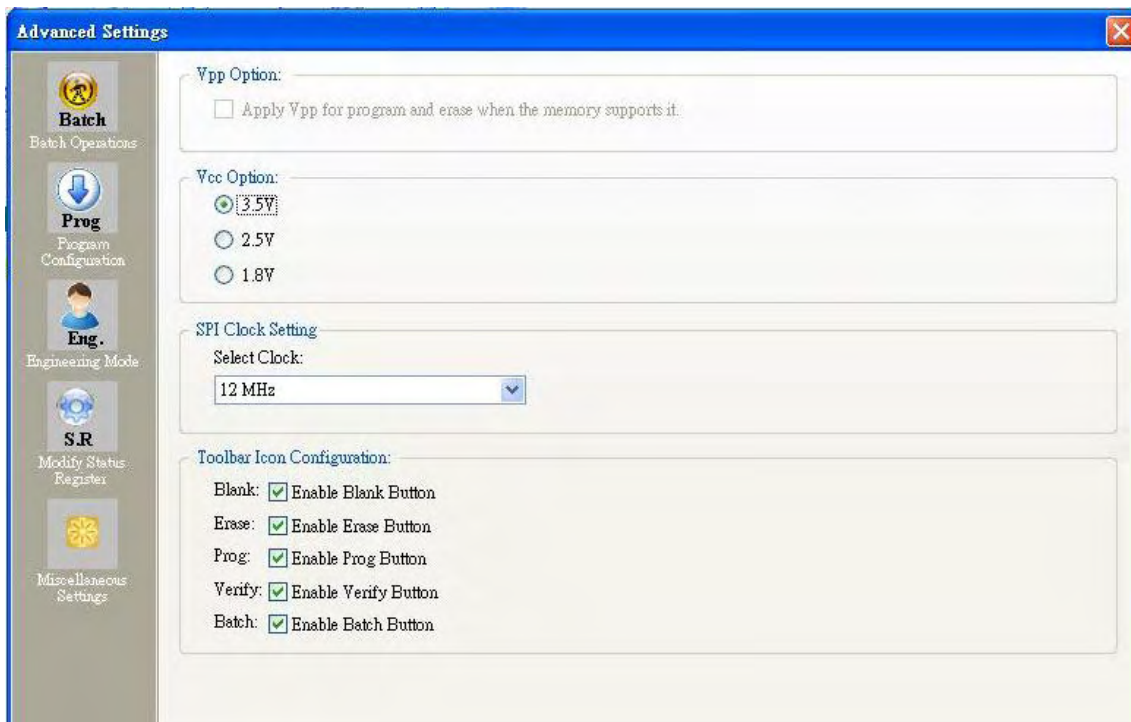 Advanced Settings
Batch
Batch Operations
Prog
Program
Configuration
Eng.
Engineering Mode
S.R
Modify Status
Register
Miscellaneous
Settings
Vpp Option:
Apply Vpp for program and erase when the memory supports it.
Vcc Option:
3.5V
2.5V
1.8V
SPI Clock Setting
Select Clock:
12 MHz
Toolbar Icon Configuration:
Blank: Enable Blank Button
Erase: Enable Erase Button
Prog: Enable Prog Button
Verify: Enable Verify Button
Batch: Enable Batch Button